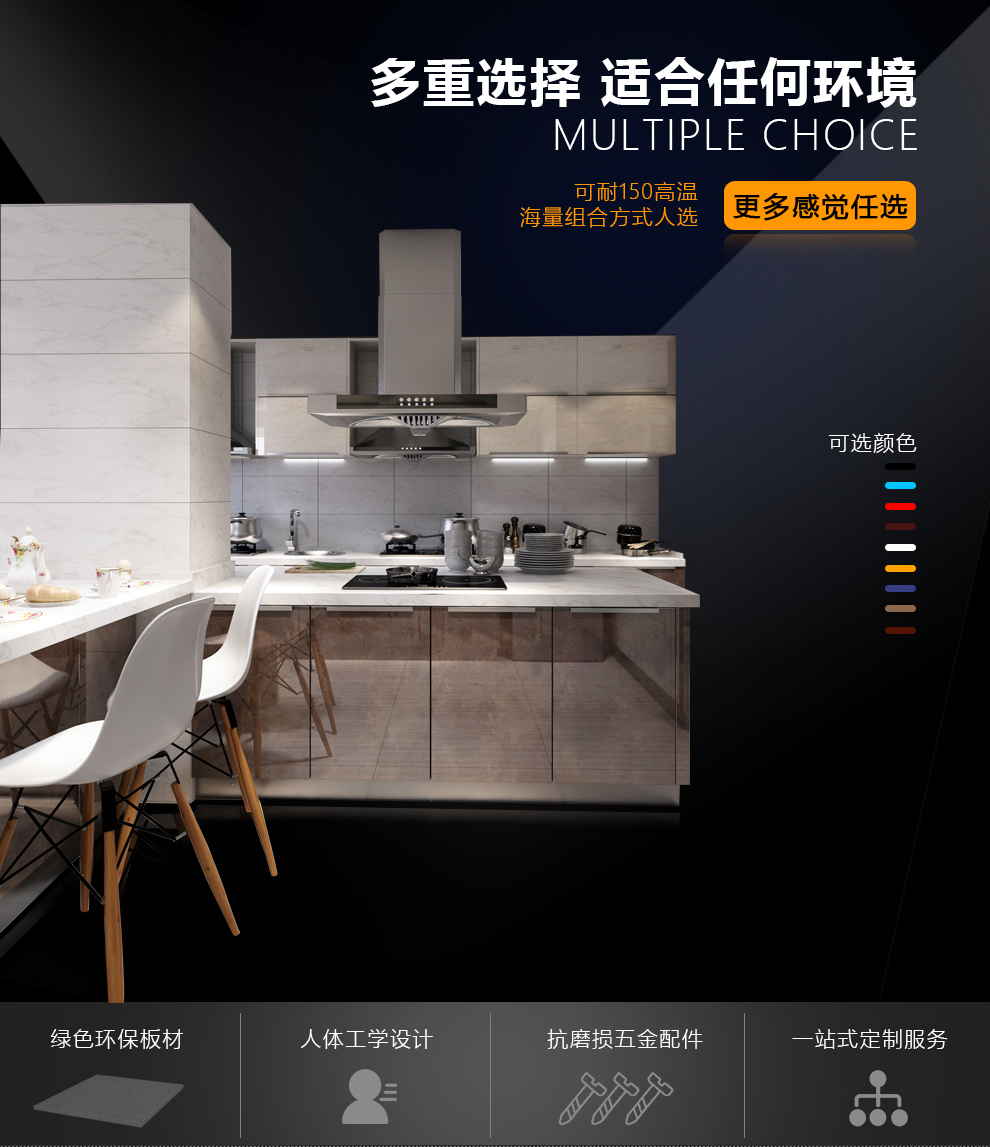 多重选择 适合任何环境
MULTIPLE CHOICE
可耐150高温
海量组合方式人选
更多感觉任选
可选颜色
绿色环保板材
人体工学设计
抗磨损五金配件
一站式定制服务